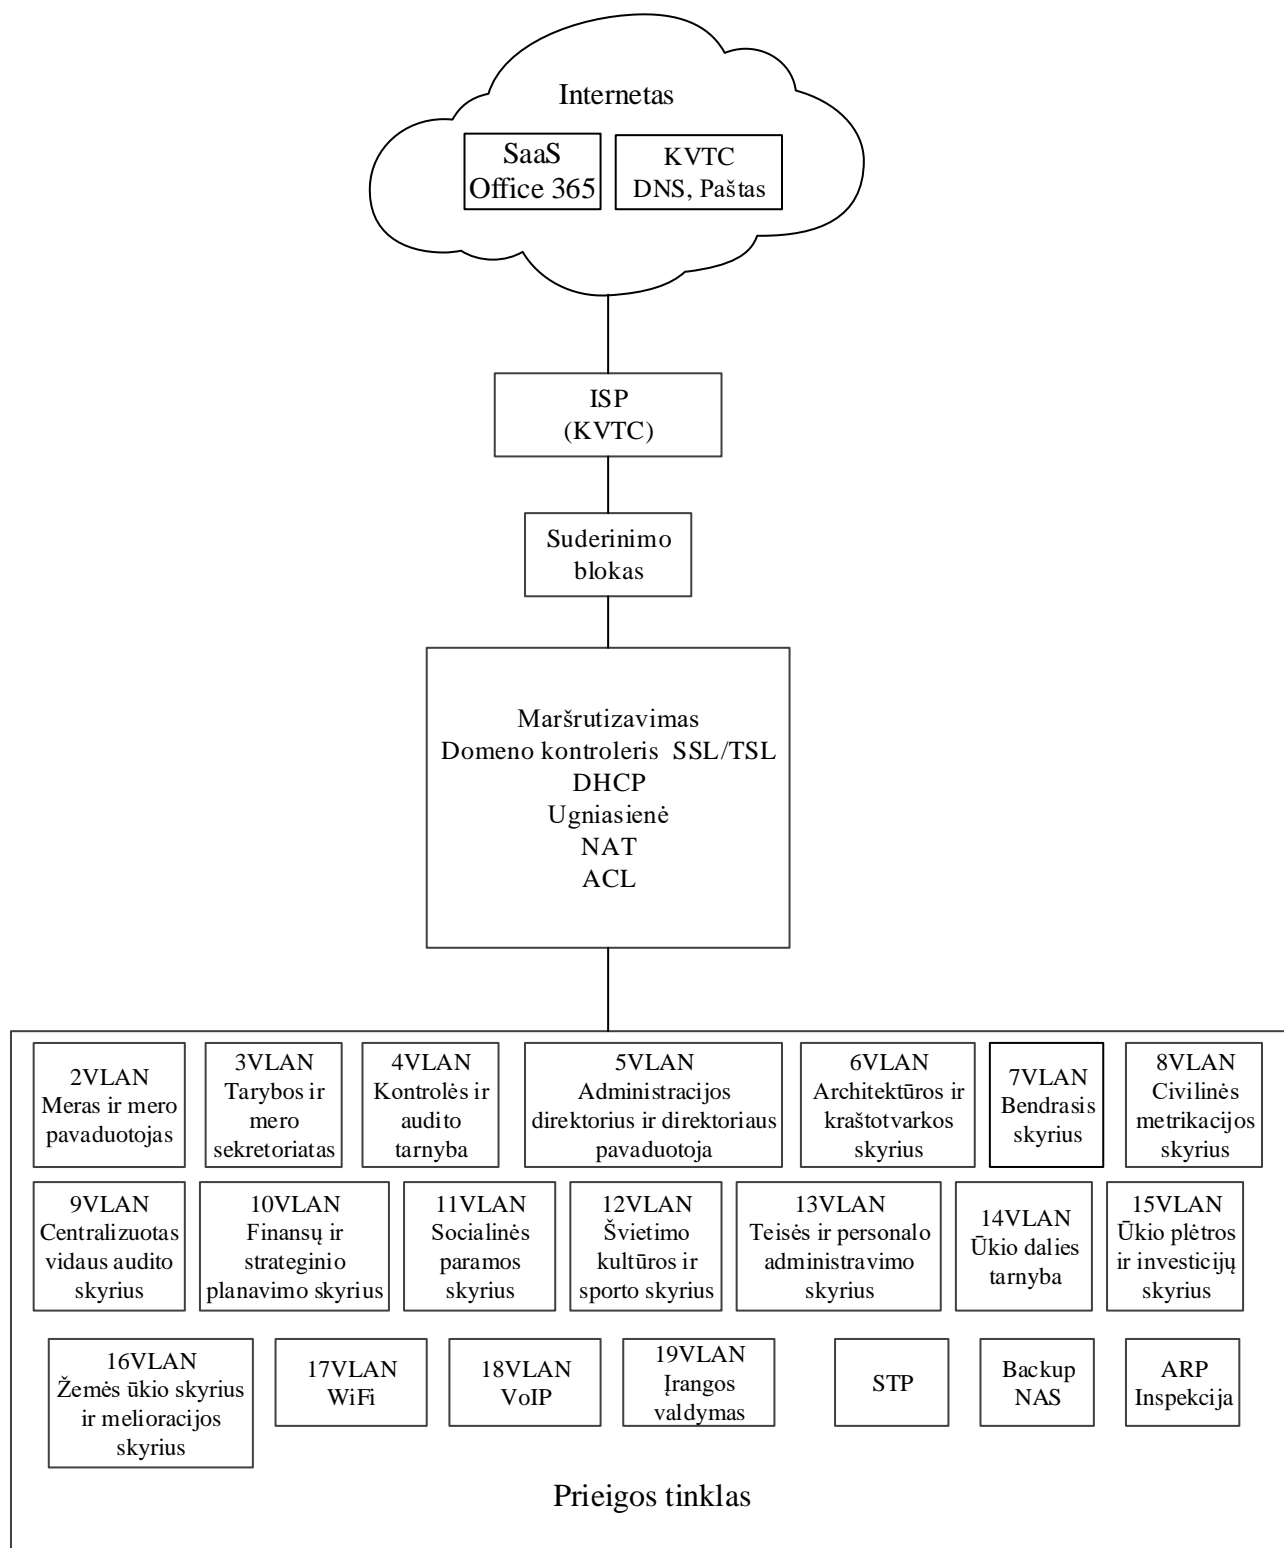 Internetas
SaaS
Office 365
KVTC
DNS, Paštas
ISP
(KVTC)
Suderinimo
blokas
Maršrutizavimas
Domeno kontroleris SSL/TSL
DHCP
Ugniasienė
NAT
ACL
2VLAN
Meras ir mero
pavaduotojas
3VLAN
Tarybos ir
mero
sekretoriatas
4VLAN
Kontrolės ir
audito
tarnyba
5VLAN
Administracijos
direktorius ir direktoriaus
pavaduotoja
6VLAN
Architektūros ir
kraštotvarkos
skyrius
7VLAN
Bendrasis
skyrius
8VLAN
Civilinės
metrikacijos
skyrius
9VLAN
Centralizuotas
vidaus audito
skyrius
10VLAN
Finansų ir
strateginio
planavimo skyrius
11VLAN
Socialinės
paramos
skyrius
12VLAN
Švietimo
kultūros ir
sporto skyrius
13VLAN
Teisės ir personalo
administravimo
skyrius
14VLAN
Ūkio dalies
tarnyba
15VLAN
Ūkio plėtros
ir investicijų
skyrius
16VLAN
Žemės ūkio skyrius
ir melioracijos
skyrius
17VLAN
WiFi
18VLAN
VoIP
19VLAN
Įrangos
valdymas
STP
Backup
NAS
ARP
Inspekcija
Prieigos tinklas